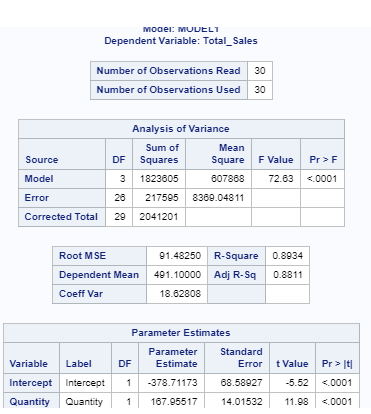 Model: MODEL1
Dependent Variable: Total_Sales
Number of Observations Read 30
Number of Observations Used 30
Analysis of Variance
Source DF Sum of Squares Mean Square F Value Pr > F
Model 3 1823605 607868 72.63 <.0001
Error 26 217595 8369.04811
Corrected Total 29 2041201
Root MSE 91.48250 R-Square 0.8934
Dependent Mean 491.10000 Adj R-Sq 0.8811
Coeff Var 18.62808
Parameter Estimates
Variable Label DF Parameter Estimate Standard Error t Value Pr > |t|
Intercept Intercept 1 -378.71173 68.58927 -5.52 <.0001
Quantity Quantity 1 167.95517 14.01532 11.98 <.0001